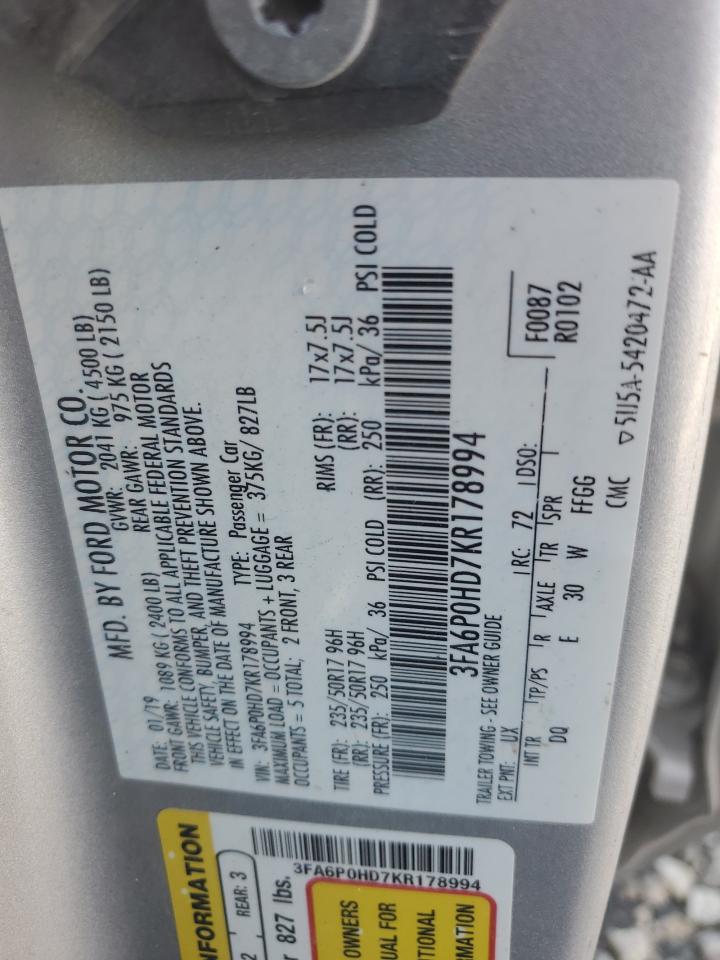 MFD. BY FORD MOTOR CO.
DATE: 01/19 GVWR: 2041 KG ( 4500 LB)
FRONT GAWR: 1089 KG ( 2400 LB) REAR GAWR: 975 KG ( 2150 LB)
THIS VEHICLE CONFORMS TO ALL APPLICABLE FEDERAL MOTOR
VEHICLE SAFETY, BUMPER, AND THEFT PREVENTION STANDARDS
IN EFFECT ON THE DATE OF MANUFACTURE SHOWN ABOVE.
VIN: 3FA6P0HD7KR178994 TYPE: Passenger Car
MAXIMUM LOAD = OCCUPANTS + LUGGAGE = 375KG/ 827LB
OCCUPANTS = 5 TOTAL; 2 FRONT, 3 REAR
TIRE (FR): 235/50R17 96H RIMS (FR): 17x7.5J
(RR): 235/50R17 96H (RR): 17x7.5J
PRESSURE (FR): 250 kPa/ 36 PSI COLD (RR): 250 kPa/ 36 PSI COLD
3FA6P0HD7KR178994
TRAILER TOWING - SEE OWNER GUIDE
EXT PNT: UX RC: 72 DSO: F0087
R0102
INT TR TP/PS R AXLE TR SPR
DQ E 30 W FFGG
CMC ▽5U5A-5420472-AA
NFORMATION
2 REAR: 3
r 827 lbs.
3FA6P0HD7KR178994
OWNERS
UAL FOR
ITIONAL
RMATION